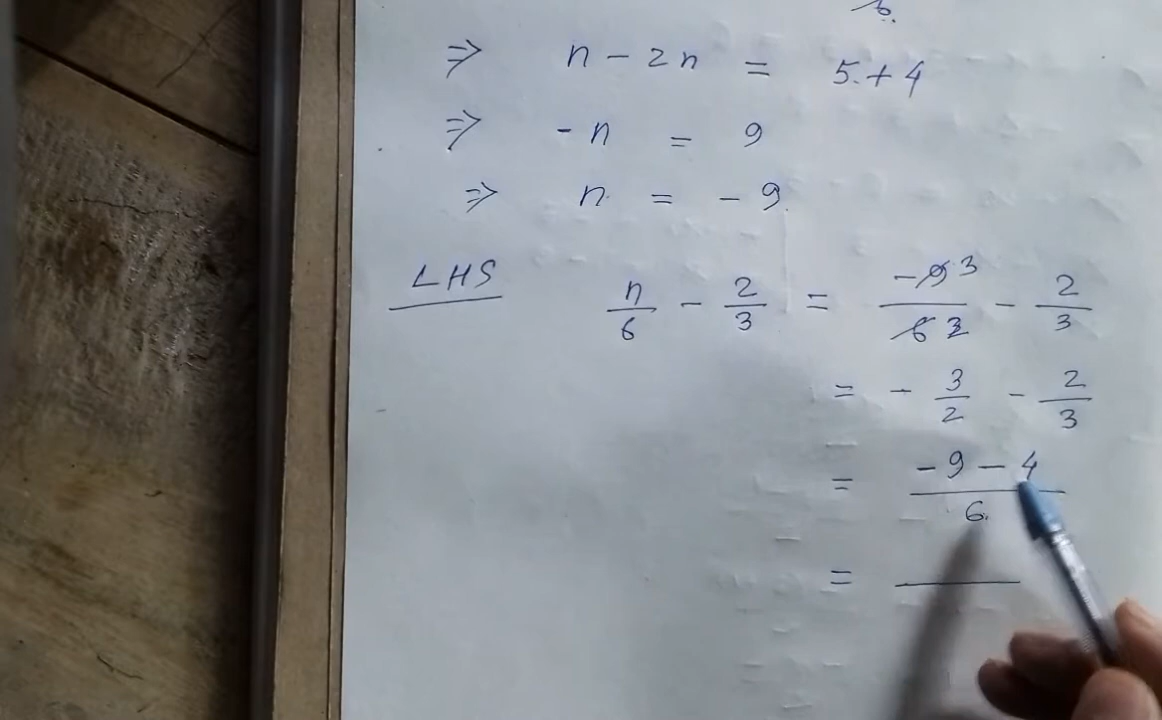 6.
⇒ n - 2n = 5 + 4
⇒ -n = 9
⇒ n = -9
LHS n/6 - 2/3 = -9 3/6 2 - 2/3
= - 3/2 - 2/3
= -9 - 4/6
=